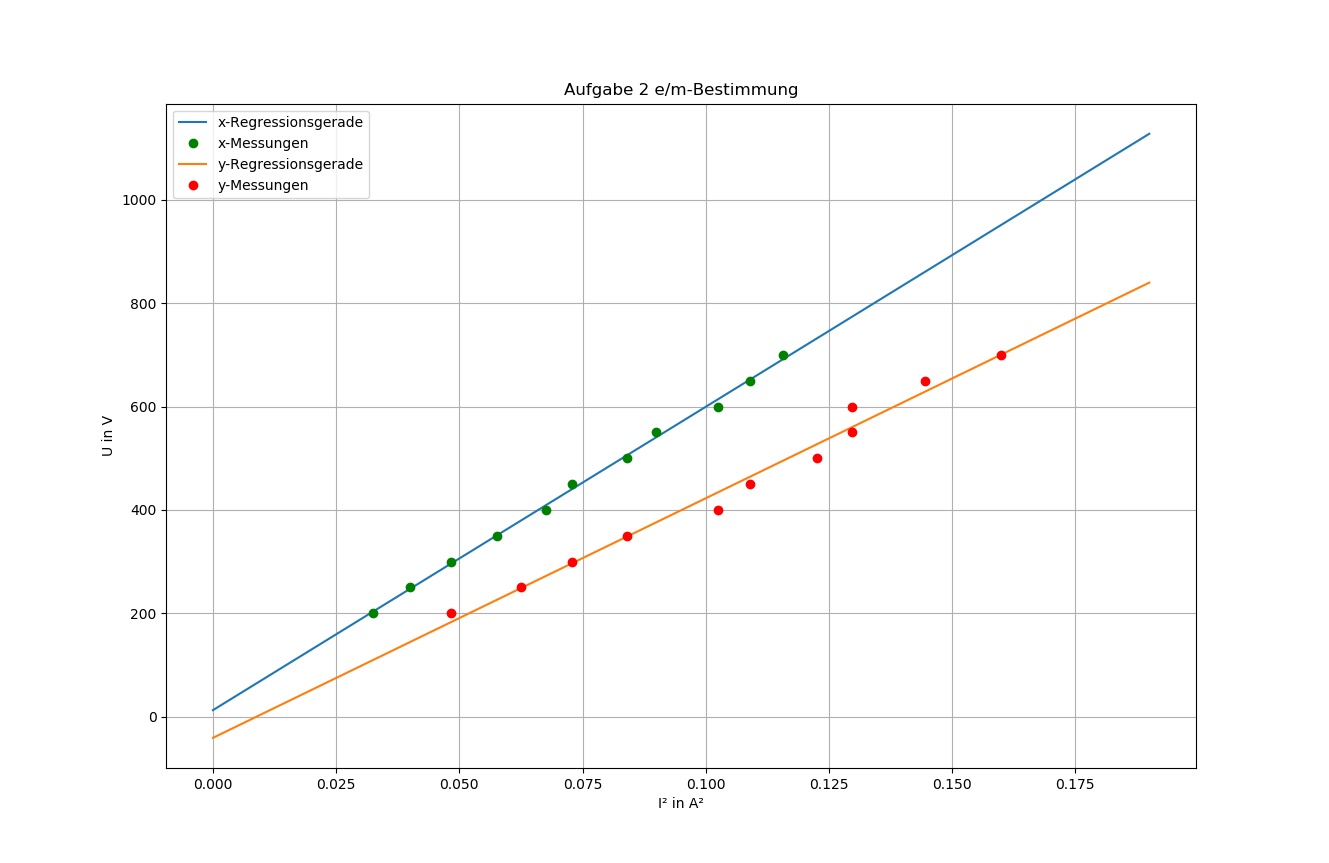 Aufgabe 2 e/m-Bestimmung
x-Regressionsgerade
x-Messungen
y-Regressionsgerade
y-Messungen
1000
800
600
400
200
0
U in V
0.000 0.025 0.050 0.075 0.100 0.125 0.150 0.175
I² in A²